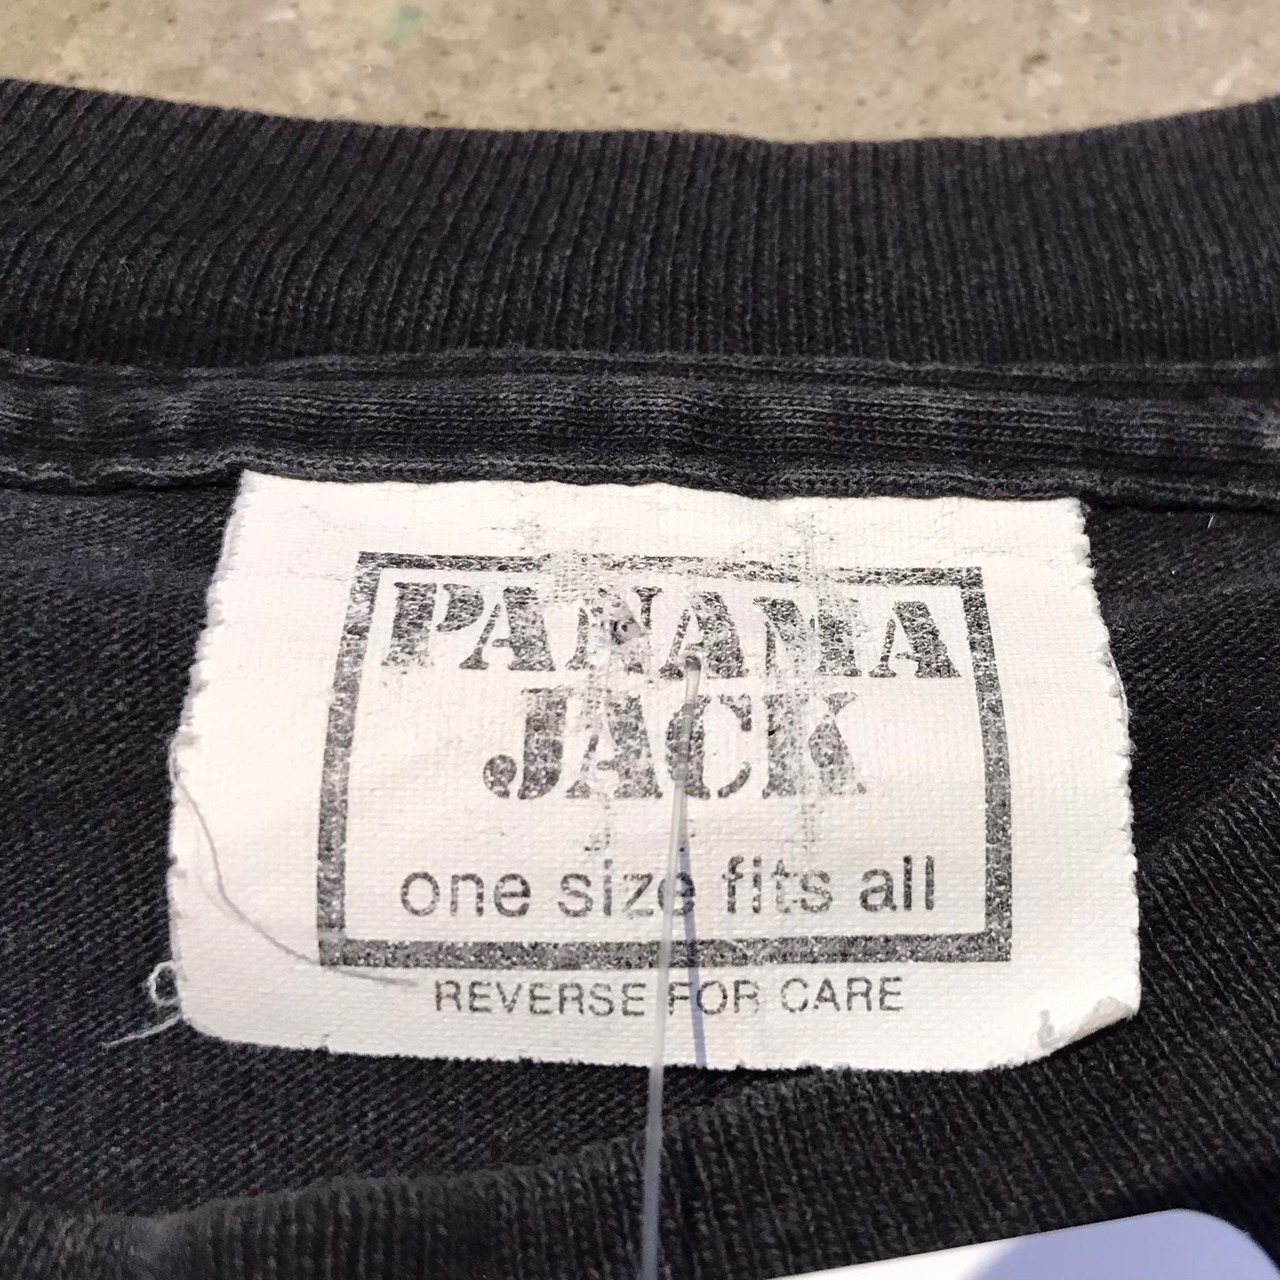 PANAMA
JACK
one size fits all
REVERSE FOR CARE